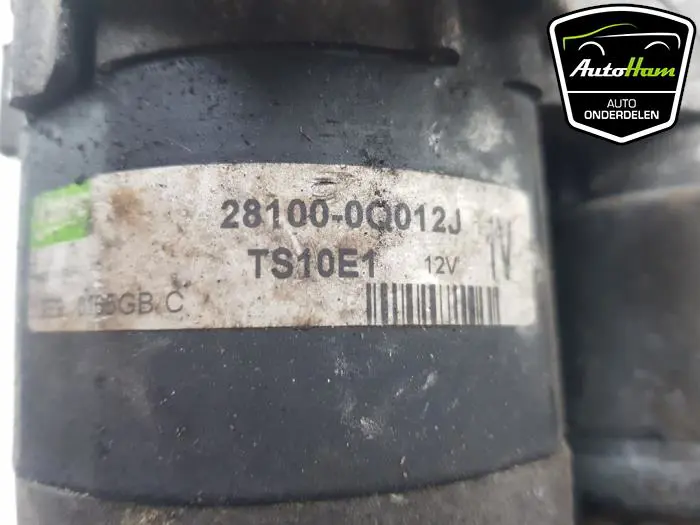 AutoHam
AUTO
ONDERDELEN
28100-0Q012J
TS10E1 12V 1V
C